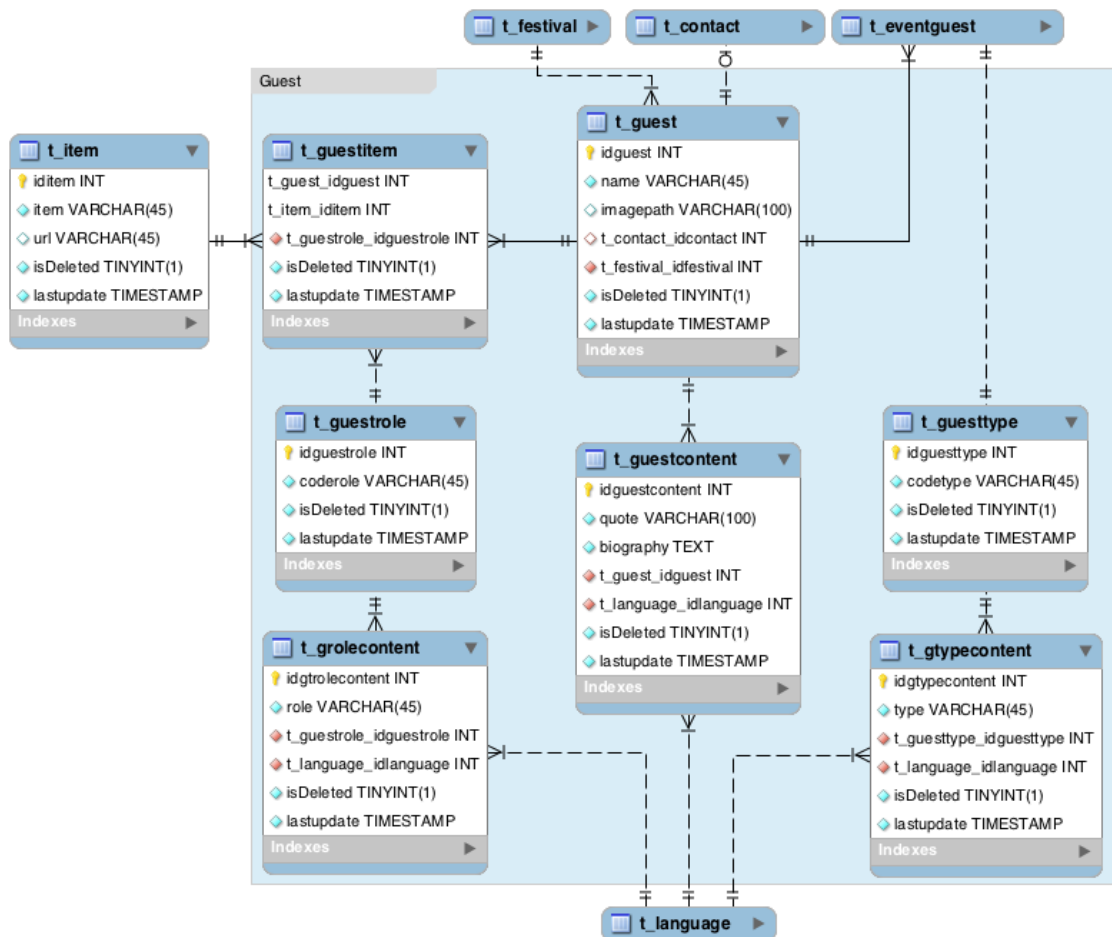 t_festival
t_contact
t_eventguest
Guest
t_item
iditem INT
item VARCHAR(45)
url VARCHAR(45)
isDeleted TINYINT(1)
lastupdate TIMESTAMP
Indexes
t_guestitem
t_guest_idguest INT
t_item_iditem INT
t_guestrole_idguestrole INT
isDeleted TINYINT(1)
lastupdate TIMESTAMP
Indexes
t_guest
idguest INT
name VARCHAR(45)
imagepath VARCHAR(100)
t_contact_idcontact INT
t_festival_idfestival INT
isDeleted TINYINT(1)
lastupdate TIMESTAMP
Indexes
t_guestrole
idguestrole INT
coderole VARCHAR(45)
isDeleted TINYINT(1)
lastupdate TIMESTAMP
Indexes
t_guestcontent
idguestcontent INT
quote VARCHAR(100)
biography TEXT
t_guest_idguest INT
t_language_idlanguage INT
isDeleted TINYINT(1)
lastupdate TIMESTAMP
Indexes
t_guesttype
idguesttype INT
codetype VARCHAR(45)
isDeleted TINYINT(1)
lastupdate TIMESTAMP
Indexes
t_grolecontent
idgtrolecontent INT
role VARCHAR(45)
t_guestrole_idguestrole INT
t_language_idlanguage INT
isDeleted TINYINT(1)
lastupdate TIMESTAMP
Indexes
t_gtypecontent
idgtypecontent INT
type VARCHAR(45)
t_guesttype_idguesttype INT
t_language_idlanguage INT
isDeleted TINYINT(1)
lastupdate TIMESTAMP
Indexes
t_language